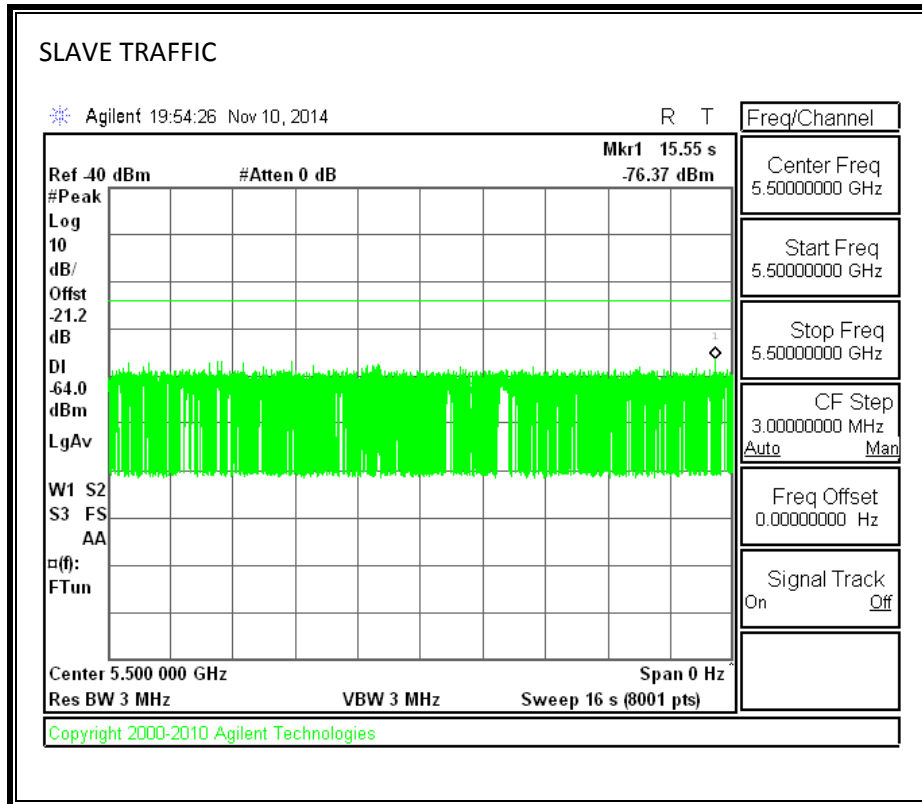 SLAVE TRAFFIC
Agilent 19:54:26 Nov 10, 2014
R T
Freq/Channel
Mkr1 15.55 s
Ref -40 dBm
#Atten 0 dB
-76.37 dBm
#Peak
Log
10
dB/
Offst
-21.2
dB
DI
-64.0
dBm
LgAv
W1 S2
S3 FS
AA
¤(f):
FTun
1
Center 5.500 000 GHz
Span 0 Hz^
Res BW 3 MHz
VBW 3 MHz
Sweep 16 s (8001 pts)
Center Freq
5.50000000 GHz
Start Freq
5.50000000 GHz
Stop Freq
5.50000000 GHz
CF Step
3.00000000 MHz
Auto Man
Freq Offset
0.00000000 Hz
Signal Track
On Off
Copyright 2000-2010 Agilent Technologies